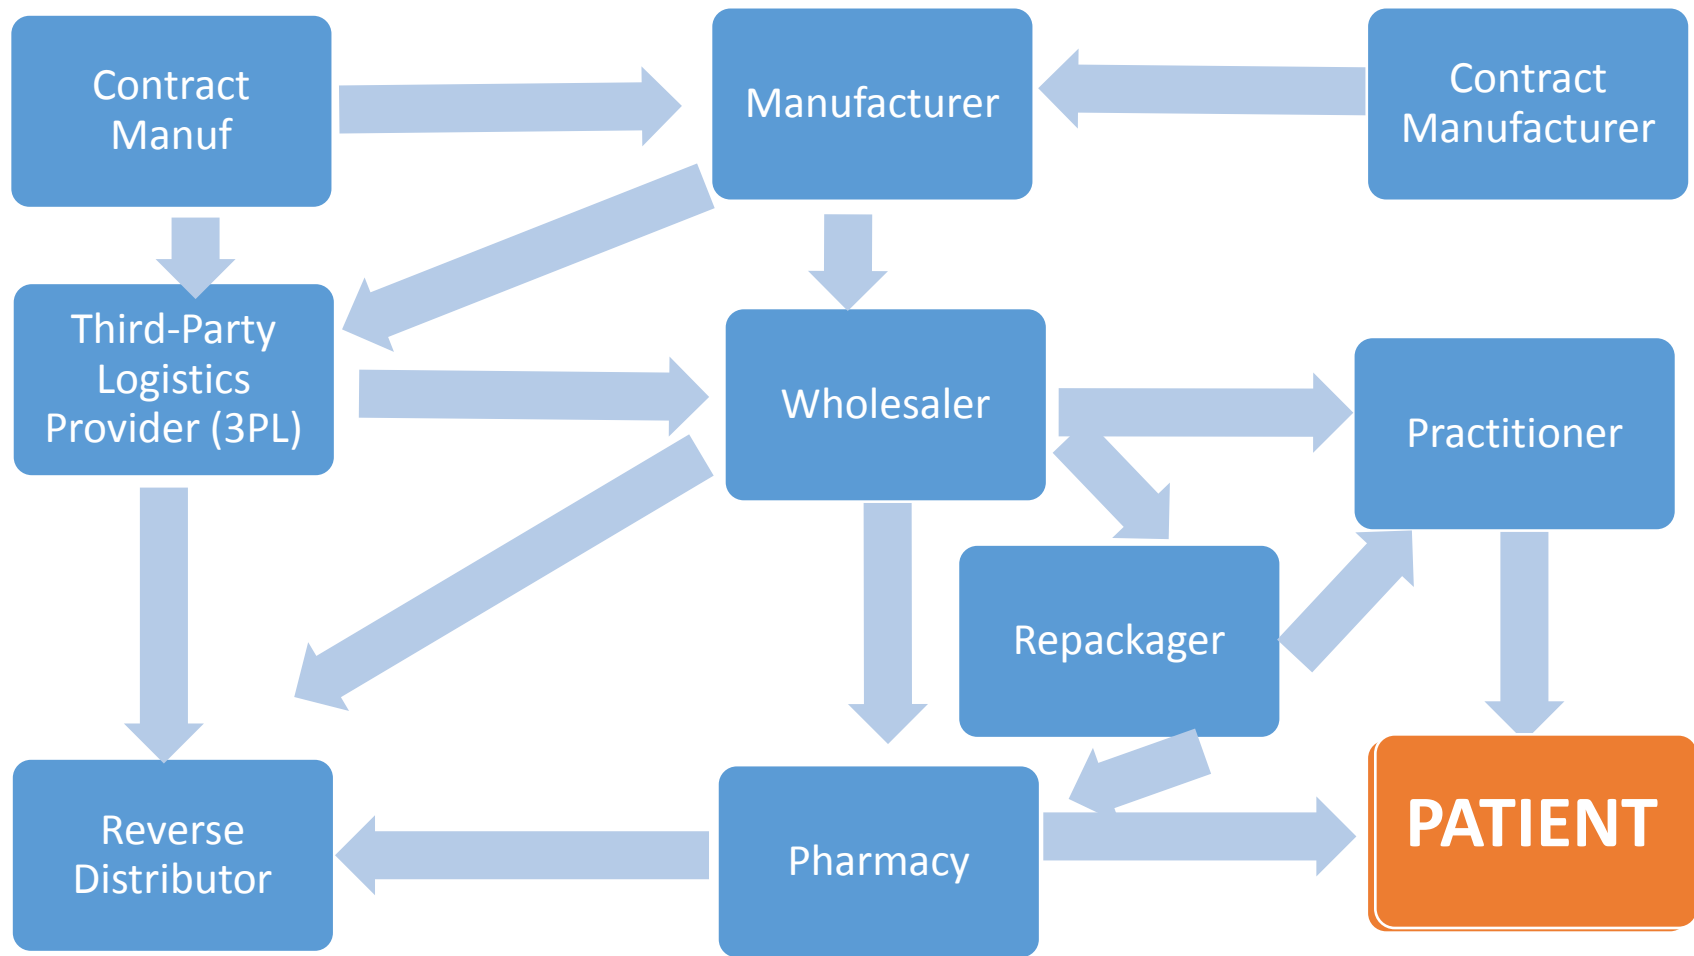 Contract
Manuf
Manufacturer
Contract
Manufacturer
Third-Party
Logistics
Provider (3PL)
Wholesaler
Practitioner
Repackager
Reverse
Distributor
Pharmacy
PATIENT